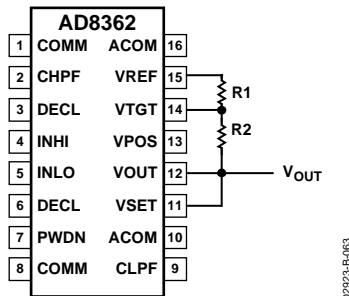 AD8362
1 COMM ACOM 16
2 CHPF VREF 15
3 DECL VTGT 14
4 INHI VPOS 13
5 INLO VOUT 12
6 DECL VSET 11
7 PWDN ACOM 10
8 COMM CLPF 9
R1
R2
VOUT
02923-B-063